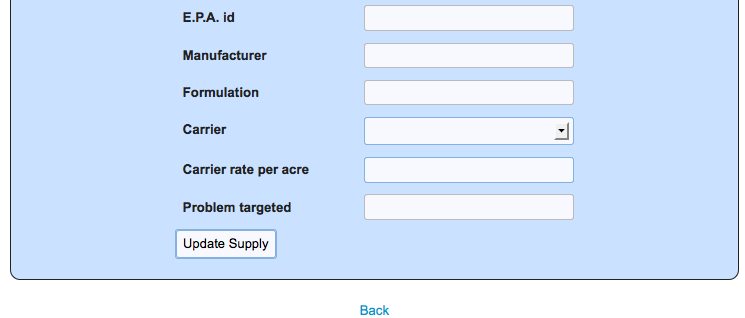 E.P.A. id
Manufacturer
Formulation
Carrier
Carrier rate per acre
Problem targeted
Update Supply
Back